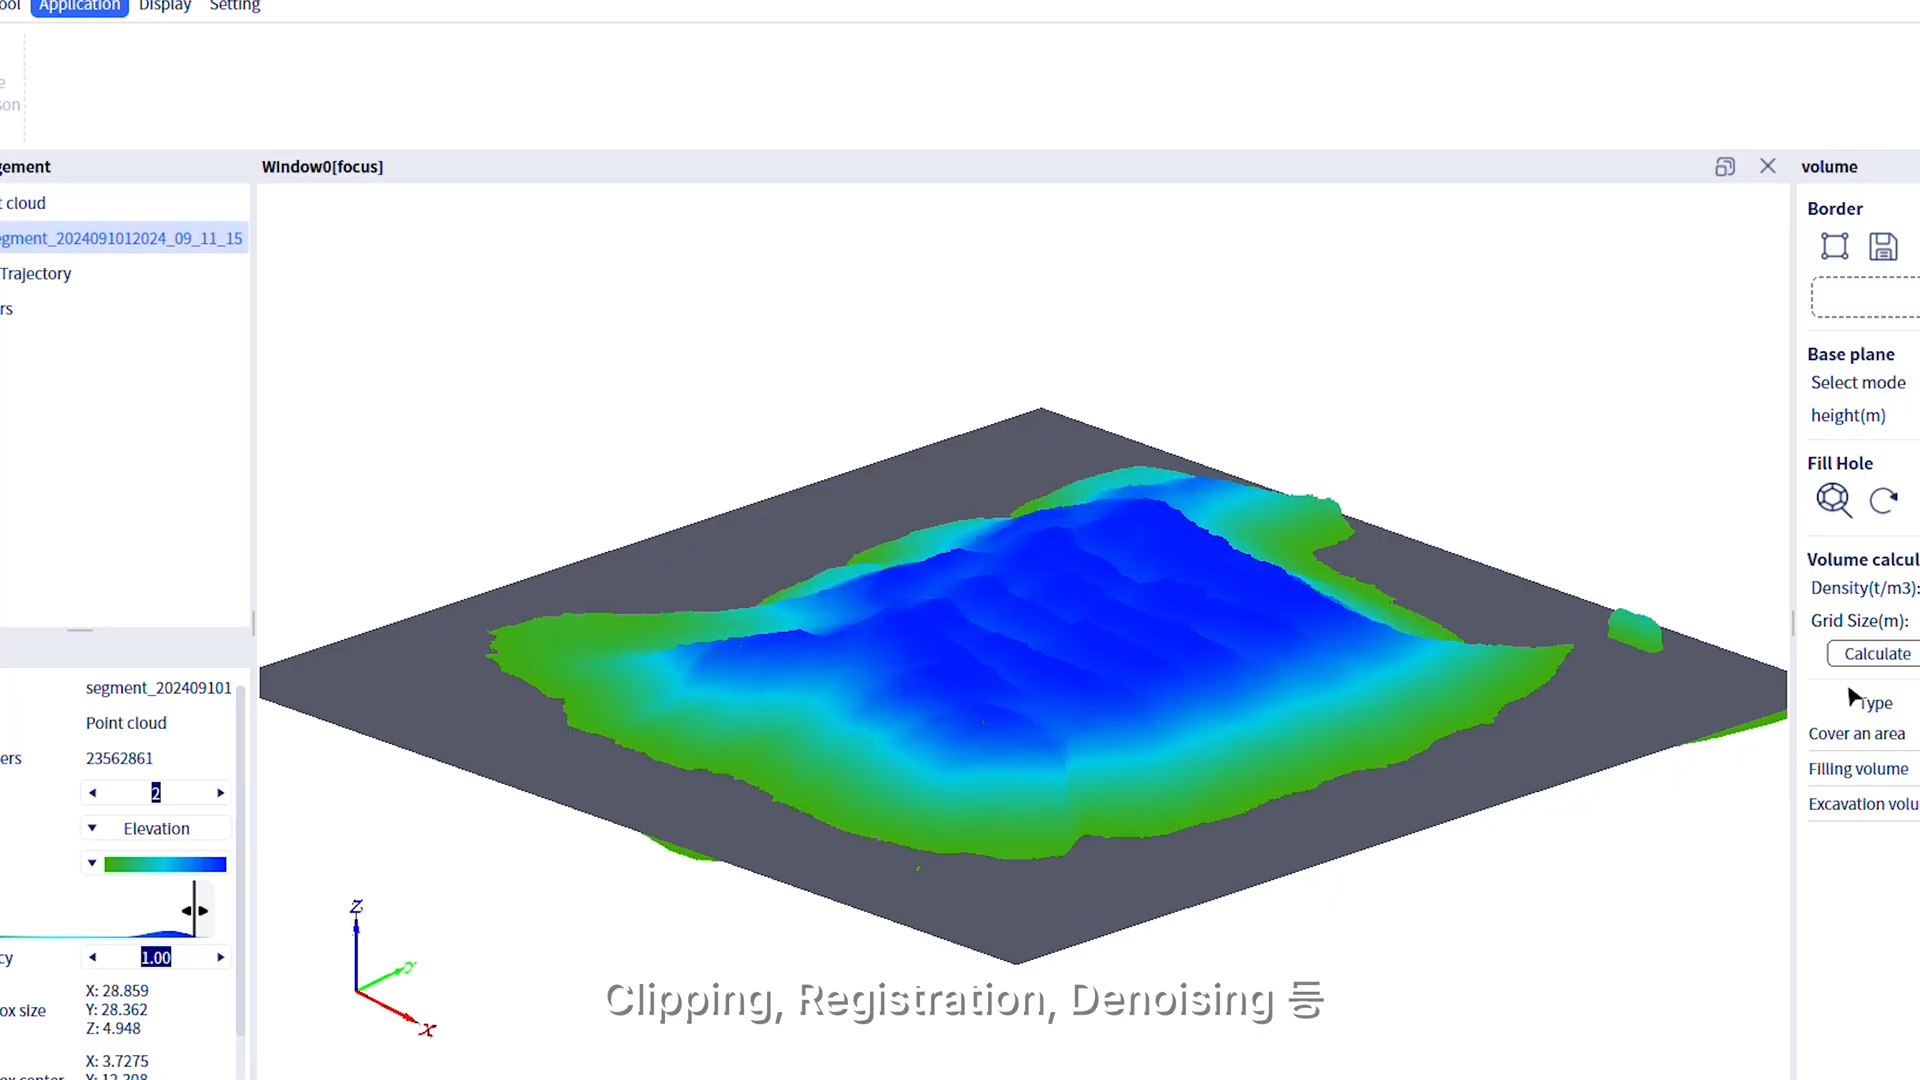 ool Application Display Setting
e
son
gement
t cloud
egment_2024091012024_09_11_15
Trajectory
rs
segment_202409101
Point cloud
ers 23562861
2
Elevation
cy 1.00
X: 28.859
ox size Y: 28.362
Z: 4.948
X: 3.7275
WIndow0[focus]
Z
Y
X
Clipping, Registration, Denoising 등
volume
Border
Base plane
Select mode
height(m)
Fill Hole
Volume calcul
Density(t/m3):
Grid Size(m):
Calculate
Type
Cover an area
Filling volume
Excavation volu